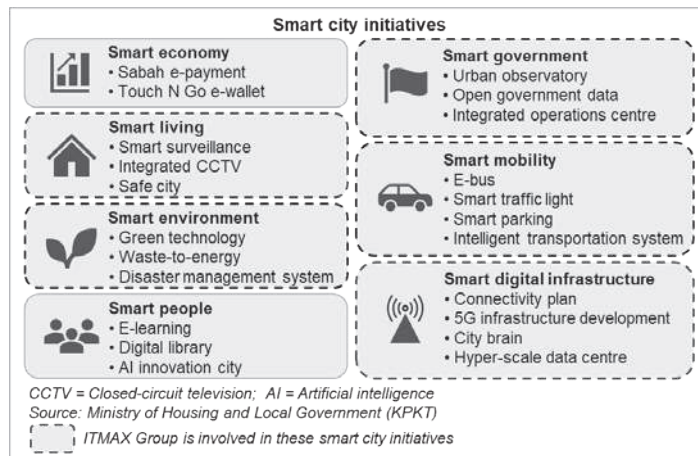 Smart city initiatives
Smart economy
• Sabah e-payment
• Touch N Go e-wallet
Smart living
• Smart surveillance
• Integrated CCTV
• Safe city
Smart environment
• Green technology
• Waste-to-energy
• Disaster management system
Smart people
• E-learning
• Digital library
• AI innovation city
Smart government
• Urban observatory
• Open government data
• Integrated operations centre
Smart mobility
• E-bus
• Smart traffic light
• Smart parking
• Intelligent transportation system
Smart digital infrastructure
• Connectivity plan
• 5G infrastructure development
• City brain
• Hyper-scale data centre
CCTV = Closed-circuit television; AI = Artificial intelligence
Source: Ministry of Housing and Local Government (KPKT)
ITMAX Group is involved in these smart city initiatives